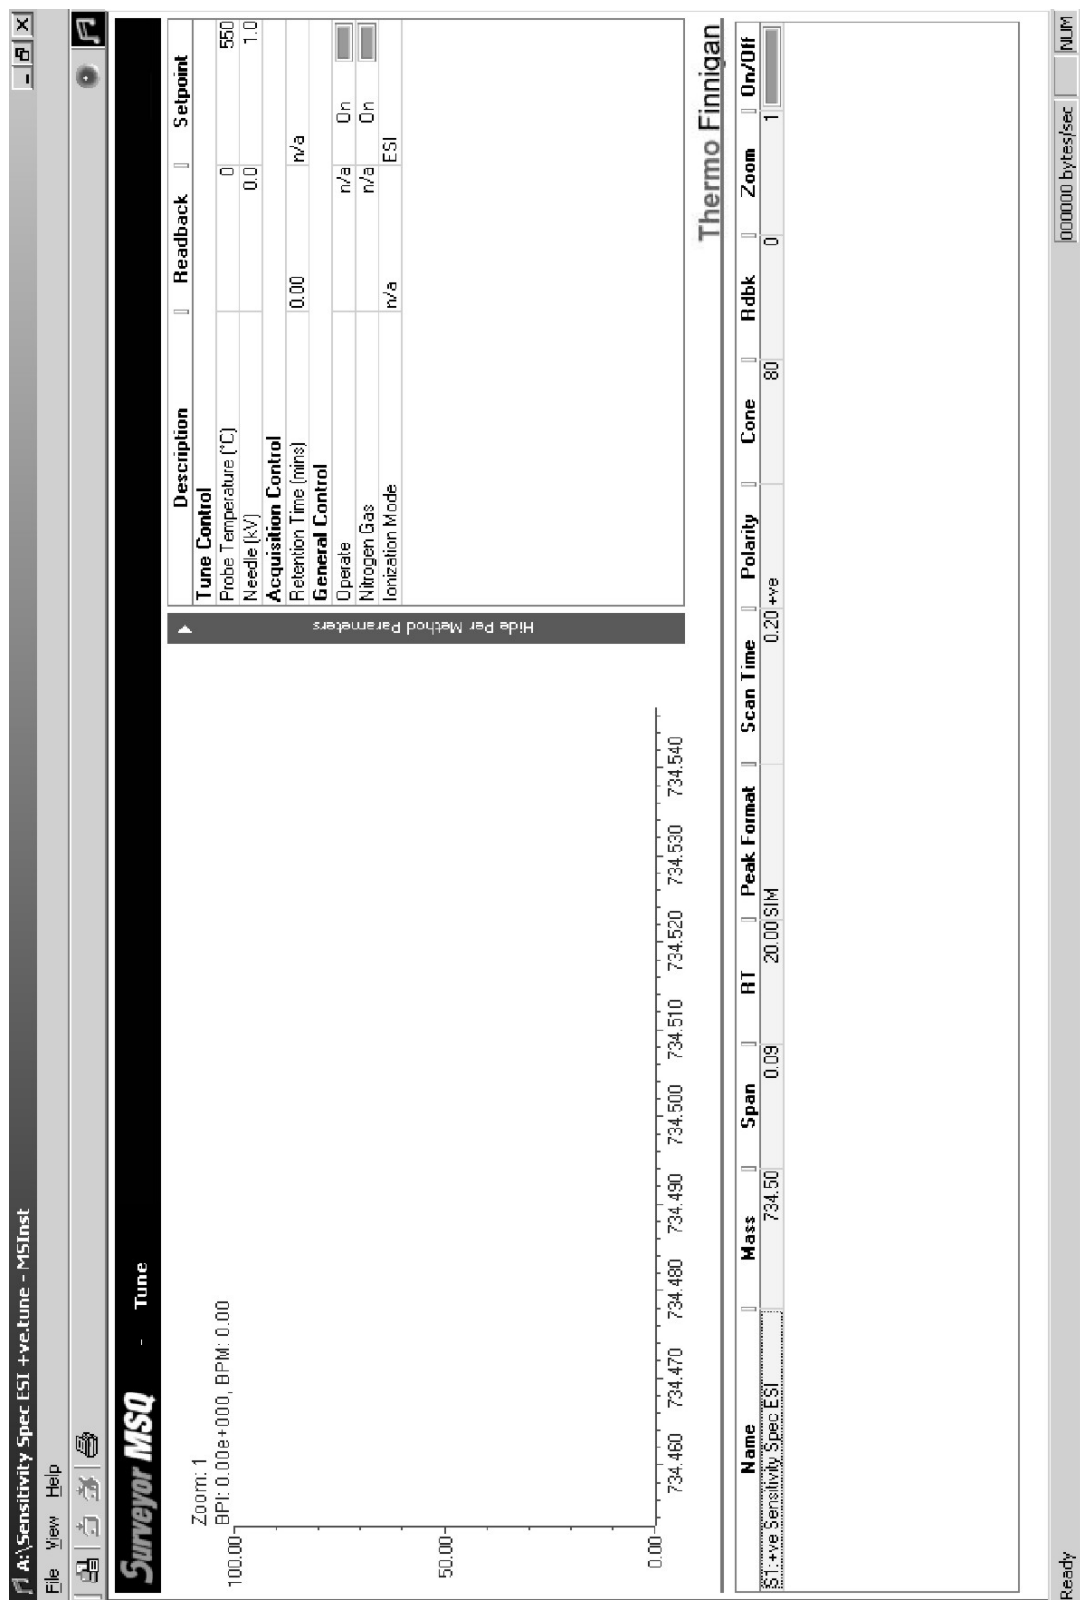 A:\Sensitivity Spec ESI +ve.tune - MSInst
File View Help
Surveyor MSQ - Tune
Zoom: 1
BPI: 0.00e+000, BPM: 0.00
100.00
50.00
0.00
734.460 734.470 734.480 734.490 734.500 734.510 734.520 734.530 734.540
Hide Per Method Parameters
Description Readback Setpoint
Tune Control
Probe Temperature (°C) 0 550
Needle (kV) 0.0 1.0
Acquisition Control
Retention Time (mins) 0.00 n/a
General Control
Operate n/a On
Nitrogen Gas n/a On
Ionization Mode n/a ESI
Thermo Finnigan
Name Mass Span RT Peak Format Scan Time Polarity Cone Rdbk Zoom On/Off
S1:+ve Sensitivity Spec ESI 734.50 0.09 20.00 SIM 0.20 +ve 80 0 1
Ready 000000 bytes/sec NUM